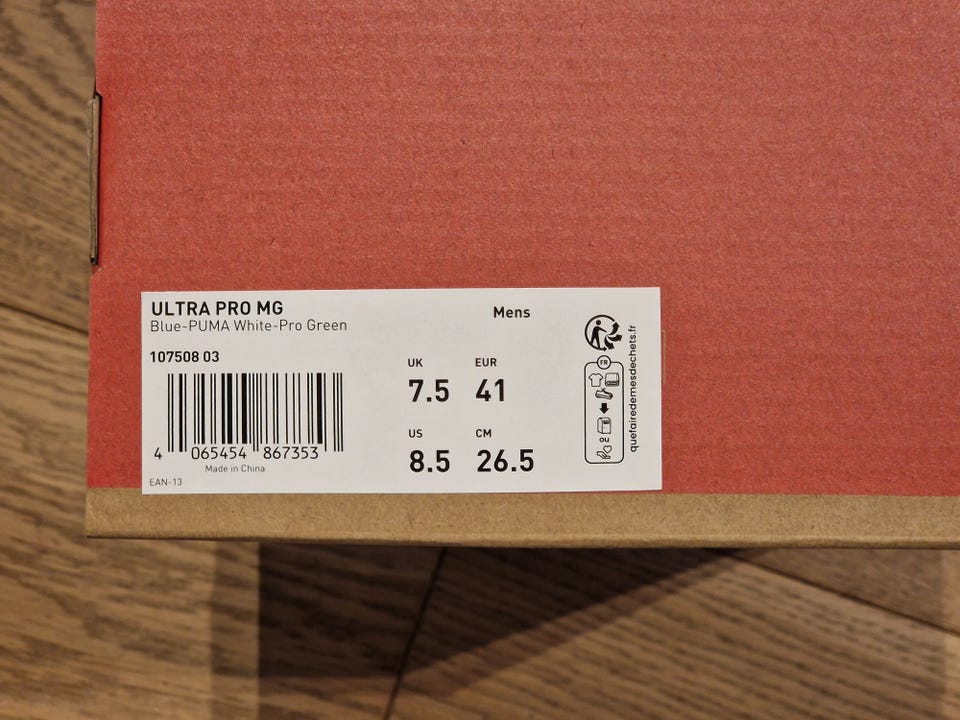 ULTRA PRO MG
Blue-PUMA White-Pro Green
Mens
107508 03
UK EUR
7.5 41
US CM
8.5 26.5
4 065454 867353
Made in China
EAN-13
FR
OU
quefairedemesdechets.fr